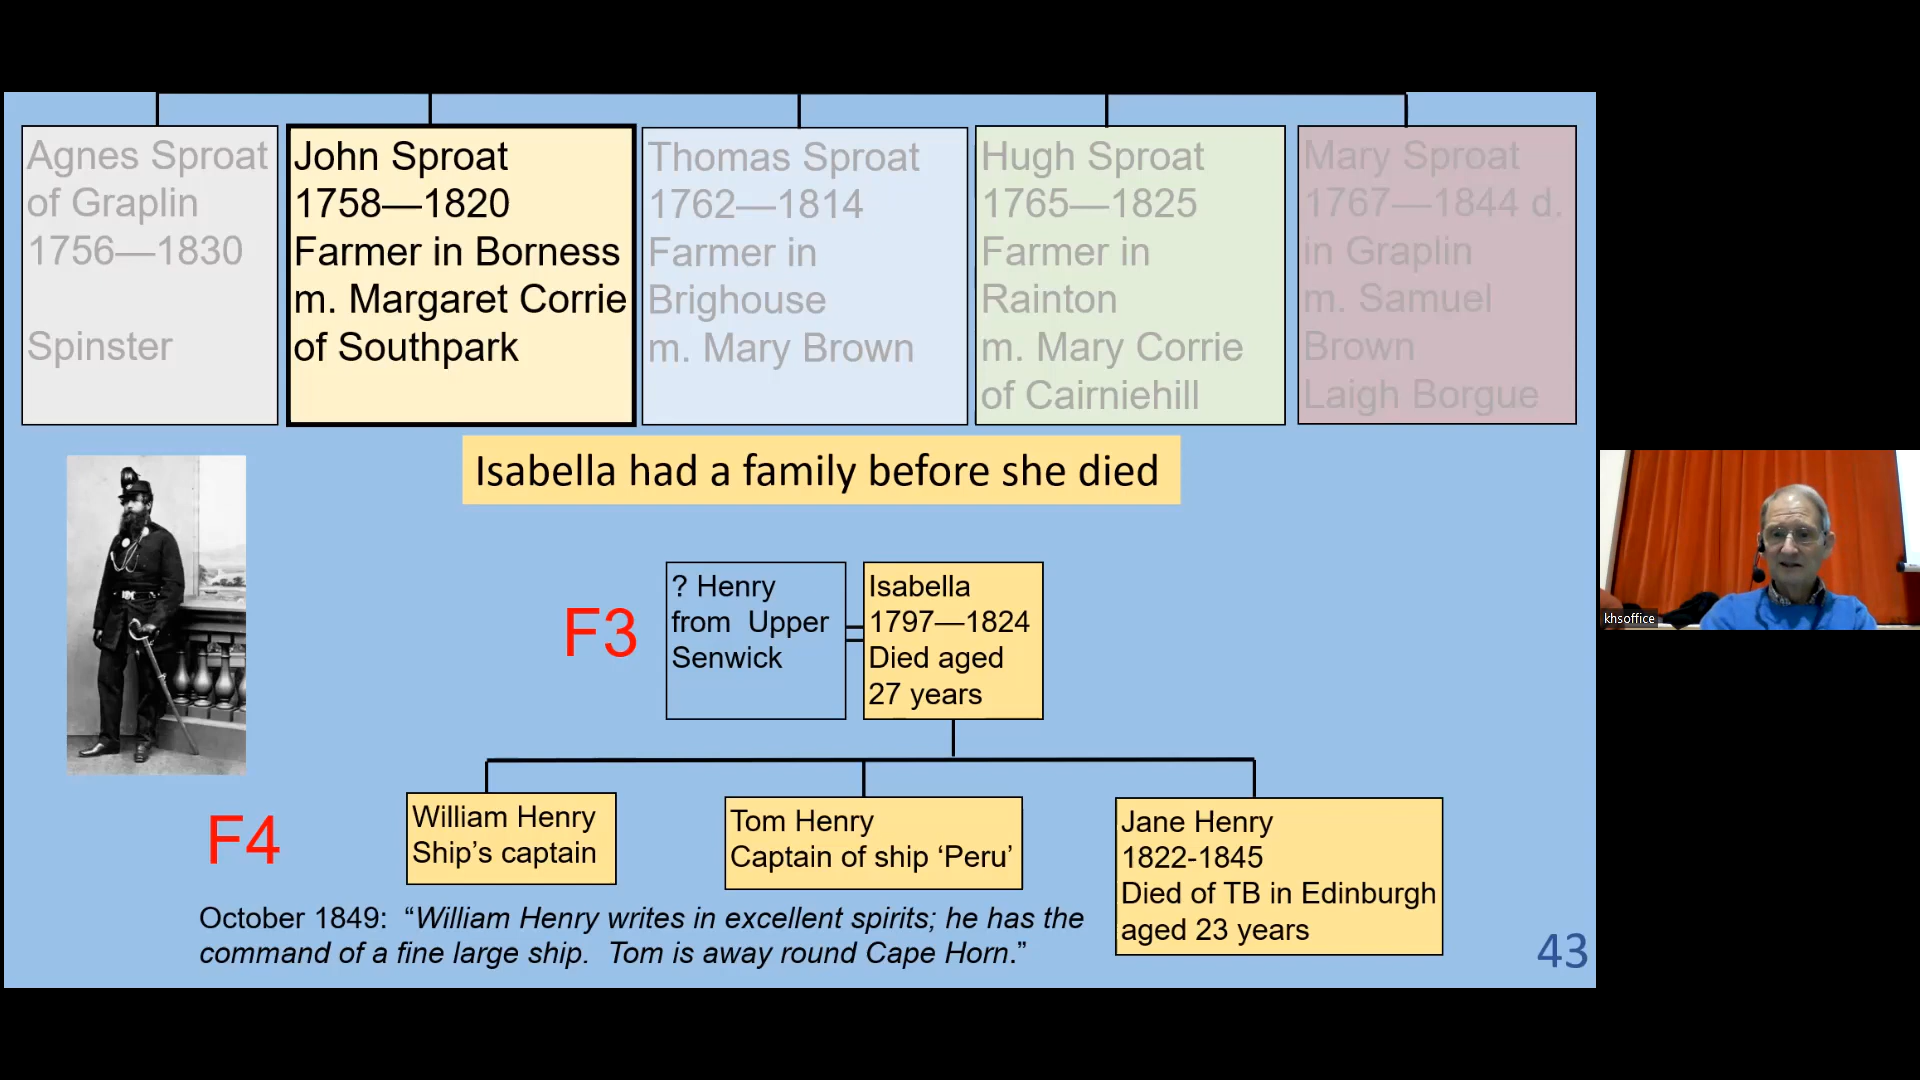 Agnes Sproat
of Graplin
1756—1830
Spinster
John Sproat
1758—1820
Farmer in Borness
m. Margaret Corrie
of Southpark
Thomas Sproat
1762—1814
Farmer in
Brighouse
m. Mary Brown
Hugh Sproat
1765—1825
Farmer in
Rainton
m. Mary Corrie
of Cairniehill
Mary Sproat
1767—1844 d.
in Graplin
m. Samuel
Brown
Laigh Borgue
Isabella had a family before she died
F3
? Henry
from Upper
Senwick
Isabella
1797—1824
Died aged
27 years
F4
William Henry
Ship’s captain
Tom Henry
Captain of ship ‘Peru’
Jane Henry
1822-1845
Died of TB in Edinburgh
aged 23 years
October 1849: “William Henry writes in excellent spirits; he has the
command of a fine large ship. Tom is away round Cape Horn.”
43
khsoffice